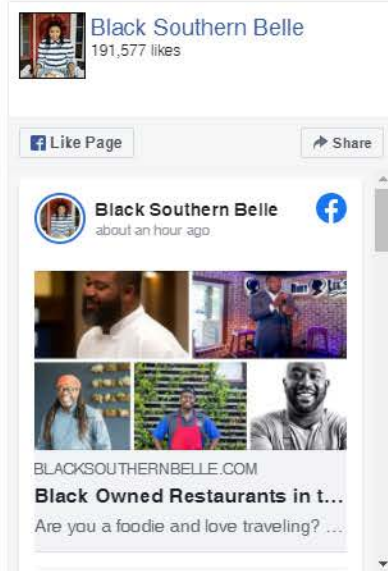 Black Southern Belle
191,577 likes
Like Page
Share
Black Southern Belle
about an hour ago
BLACKSOUTHERNBELLE.COM
Black Owned Restaurants in t...
Are you a foodie and love traveling? ...